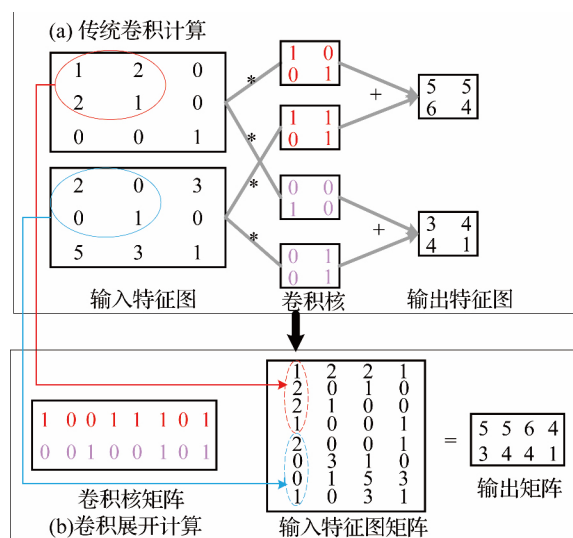 (a) 传统卷积计算
1 2 0
2 1 0
0 0 1
2 0 3
0 1 0
5 3 1
输入特征图
*
*
*
*
1 0
0 1
1 1
0 1
0 0
1 0
0 1
0 1
卷积核
+
+
5 5
6 4
3 4
4 1
输出特征图
1 0 0 1 1 1 0 1
0 0 1 0 0 1 0 1
卷积核矩阵
1 2 2 1
2 0 1 0
2 1 0 0
1 0 0 1
2 0 0 1
0 3 1 0
0 1 5 3
1 0 3 1
输入特征图矩阵
=
5 5 6 4
3 4 4 1
输出矩阵
(b)卷积展开计算